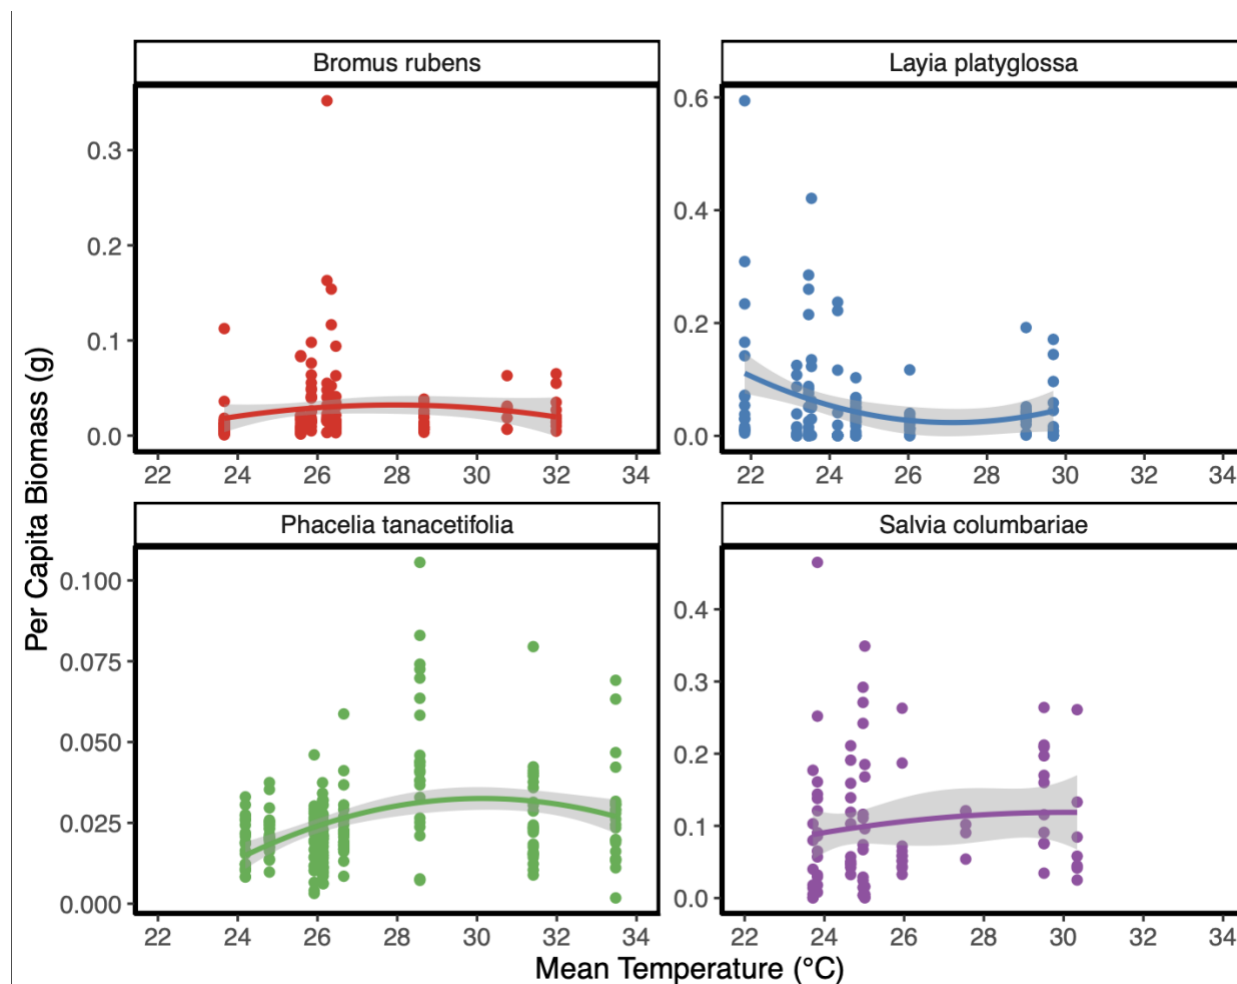 Bromus rubens
Layia platyglossa
0.3
0.2
0.1
0.0
0.6
0.4
0.2
0.0
22 24 26 28 30 32 34
22 24 26 28 30 32 34
Phacelia tanacetifolia
Salvia columbariae
0.100
0.075
0.050
0.025
0.000
0.4
0.3
0.2
0.1
0.0
22 24 26 28 30 32 34
22 24 26 28 30 32 34
Per Capita Biomass (g)
Mean Temperature (°C)